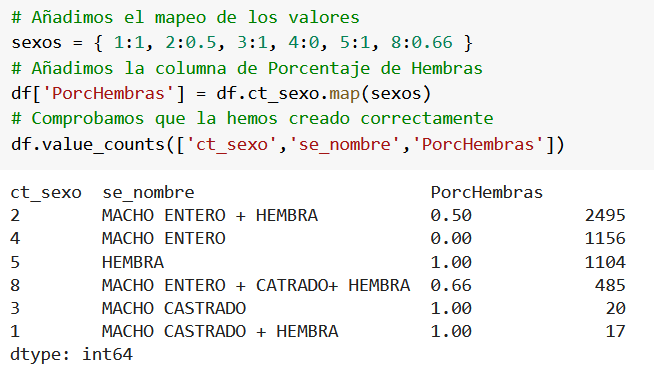 # Añadimos el mapeo de los valores
sexos = { 1:1, 2:0.5, 3:1, 4:0, 5:1, 8:0.66 }
# Añadimos la columna de Porcentaje de Hembras
df['PorcHembras'] = df.ct_sexo.map(sexos)
# Comprobamos que la hemos creado correctamente
df.value_counts(['ct_sexo','se_nombre','PorcHembras'])
ct_sexo se_nombre PorcHembras
2 MACHO ENTERO + HEMBRA 0.50 2495
4 MACHO ENTERO 0.00 1156
5 HEMBRA 1.00 1104
8 MACHO ENTERO + CATRADO+ HEMBRA 0.66 485
3 MACHO CASTRADO 1.00 20
1 MACHO CASTRADO + HEMBRA 1.00 17
dtype: int64